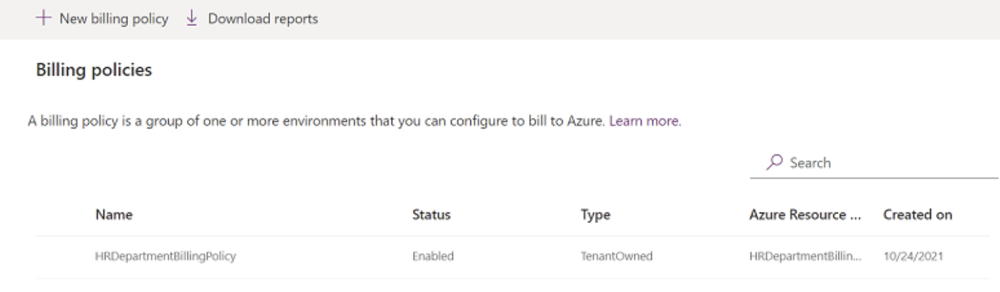 New billing policy Download reports
Billing policies
A billing policy is a group of one or more environments that you can configure to bill to Azure. Learn more.
Search
Name Status Type Azure Resource ... Created on
HRDepartmentBillingPolicy Enabled TenantOwned HRDepartmentBillin... 10/24/2021